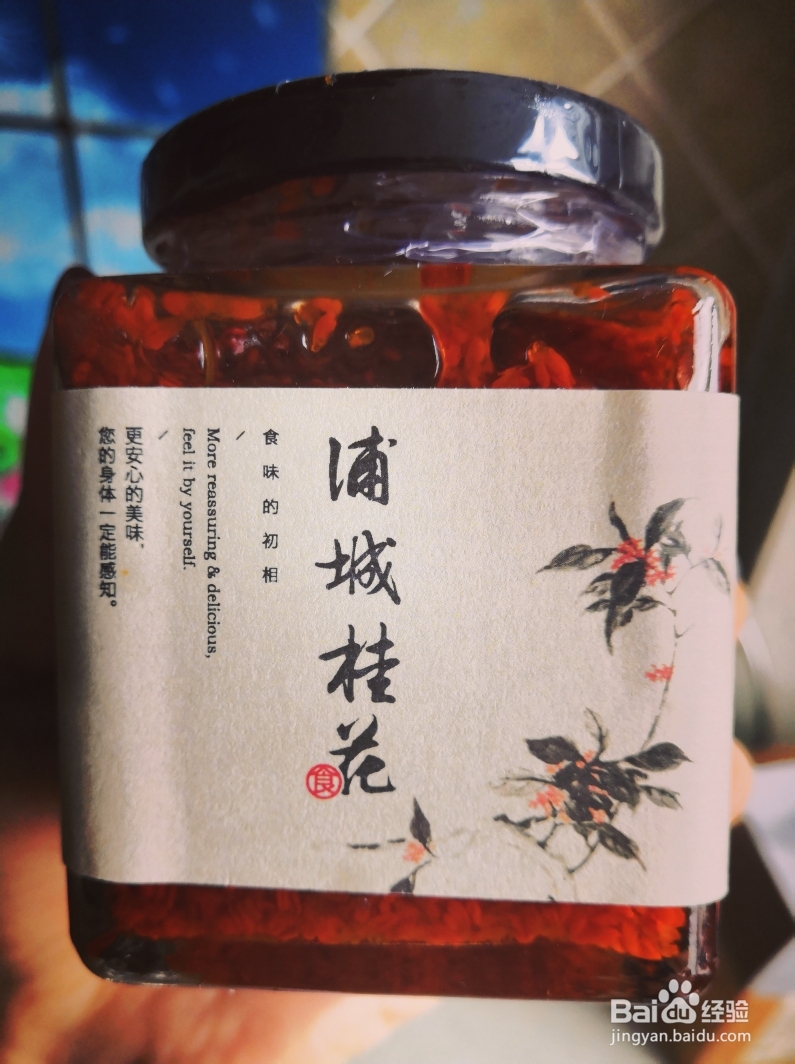 浦城桂花
食
食味的初相
/
More reassuring & delicious,
feel it by yourself.
/
更安心的美味,
您的身体一定能感知。
Bai du 经验
jingyan.baidu.com